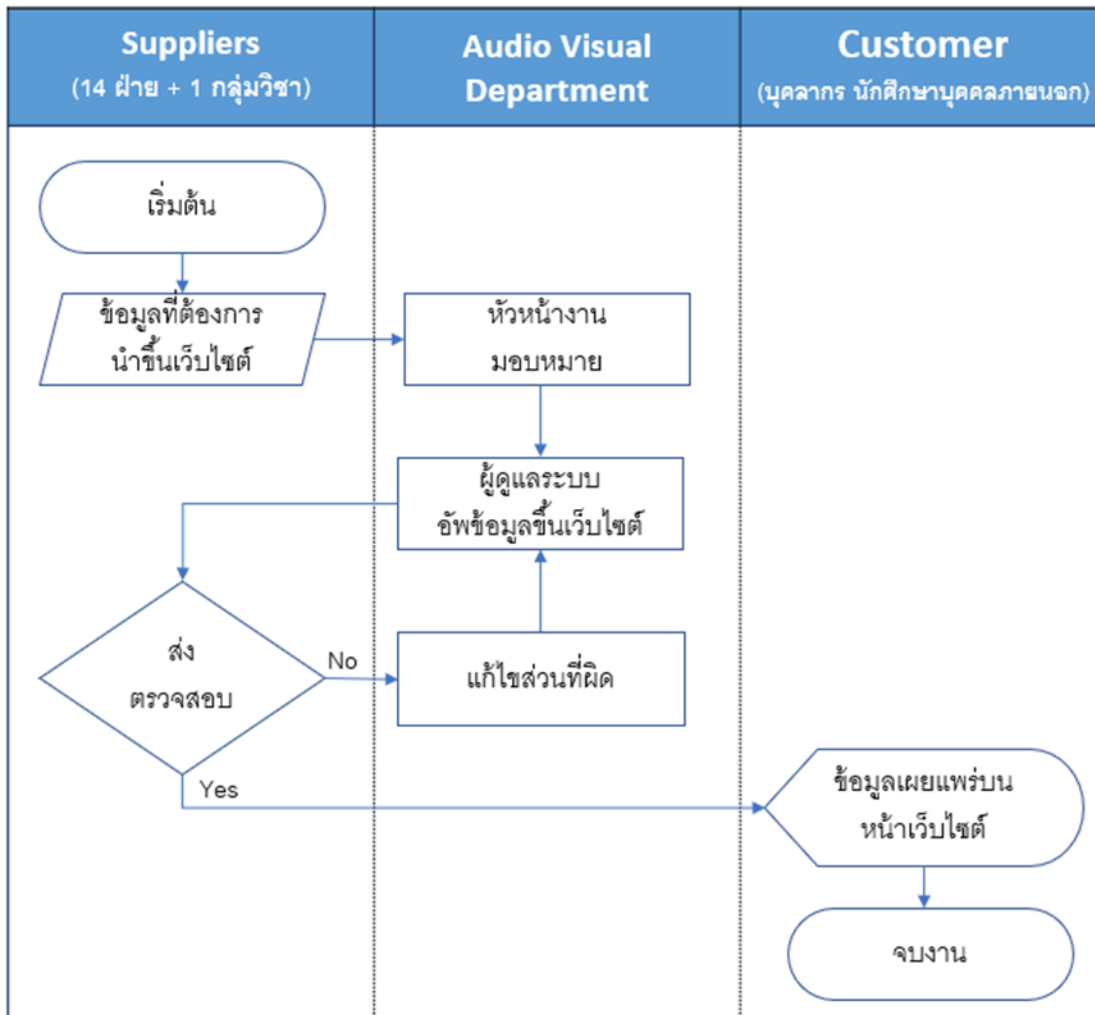 Suppliers
(14 ฝ่าย + 1 กลุ่มวิชา)
Audio Visual
Department
Customer
(บุคลากร นักศึกษาบุคคลภายนอก)
เริ่มต้น
ข้อมูลที่ต้องการ
นำขึ้นเว็บไซต์
หัวหน้างาน
มอบหมาย
ผู้ดูแลระบบ
อัพข้อมูลขึ้นเว็บไซต์
ส่ง
ตรวจสอบ
No
แก้ไขส่วนที่ผิด
Yes
ข้อมูลเผยแพร่บน
หน้าเว็บไซต์
จบงาน